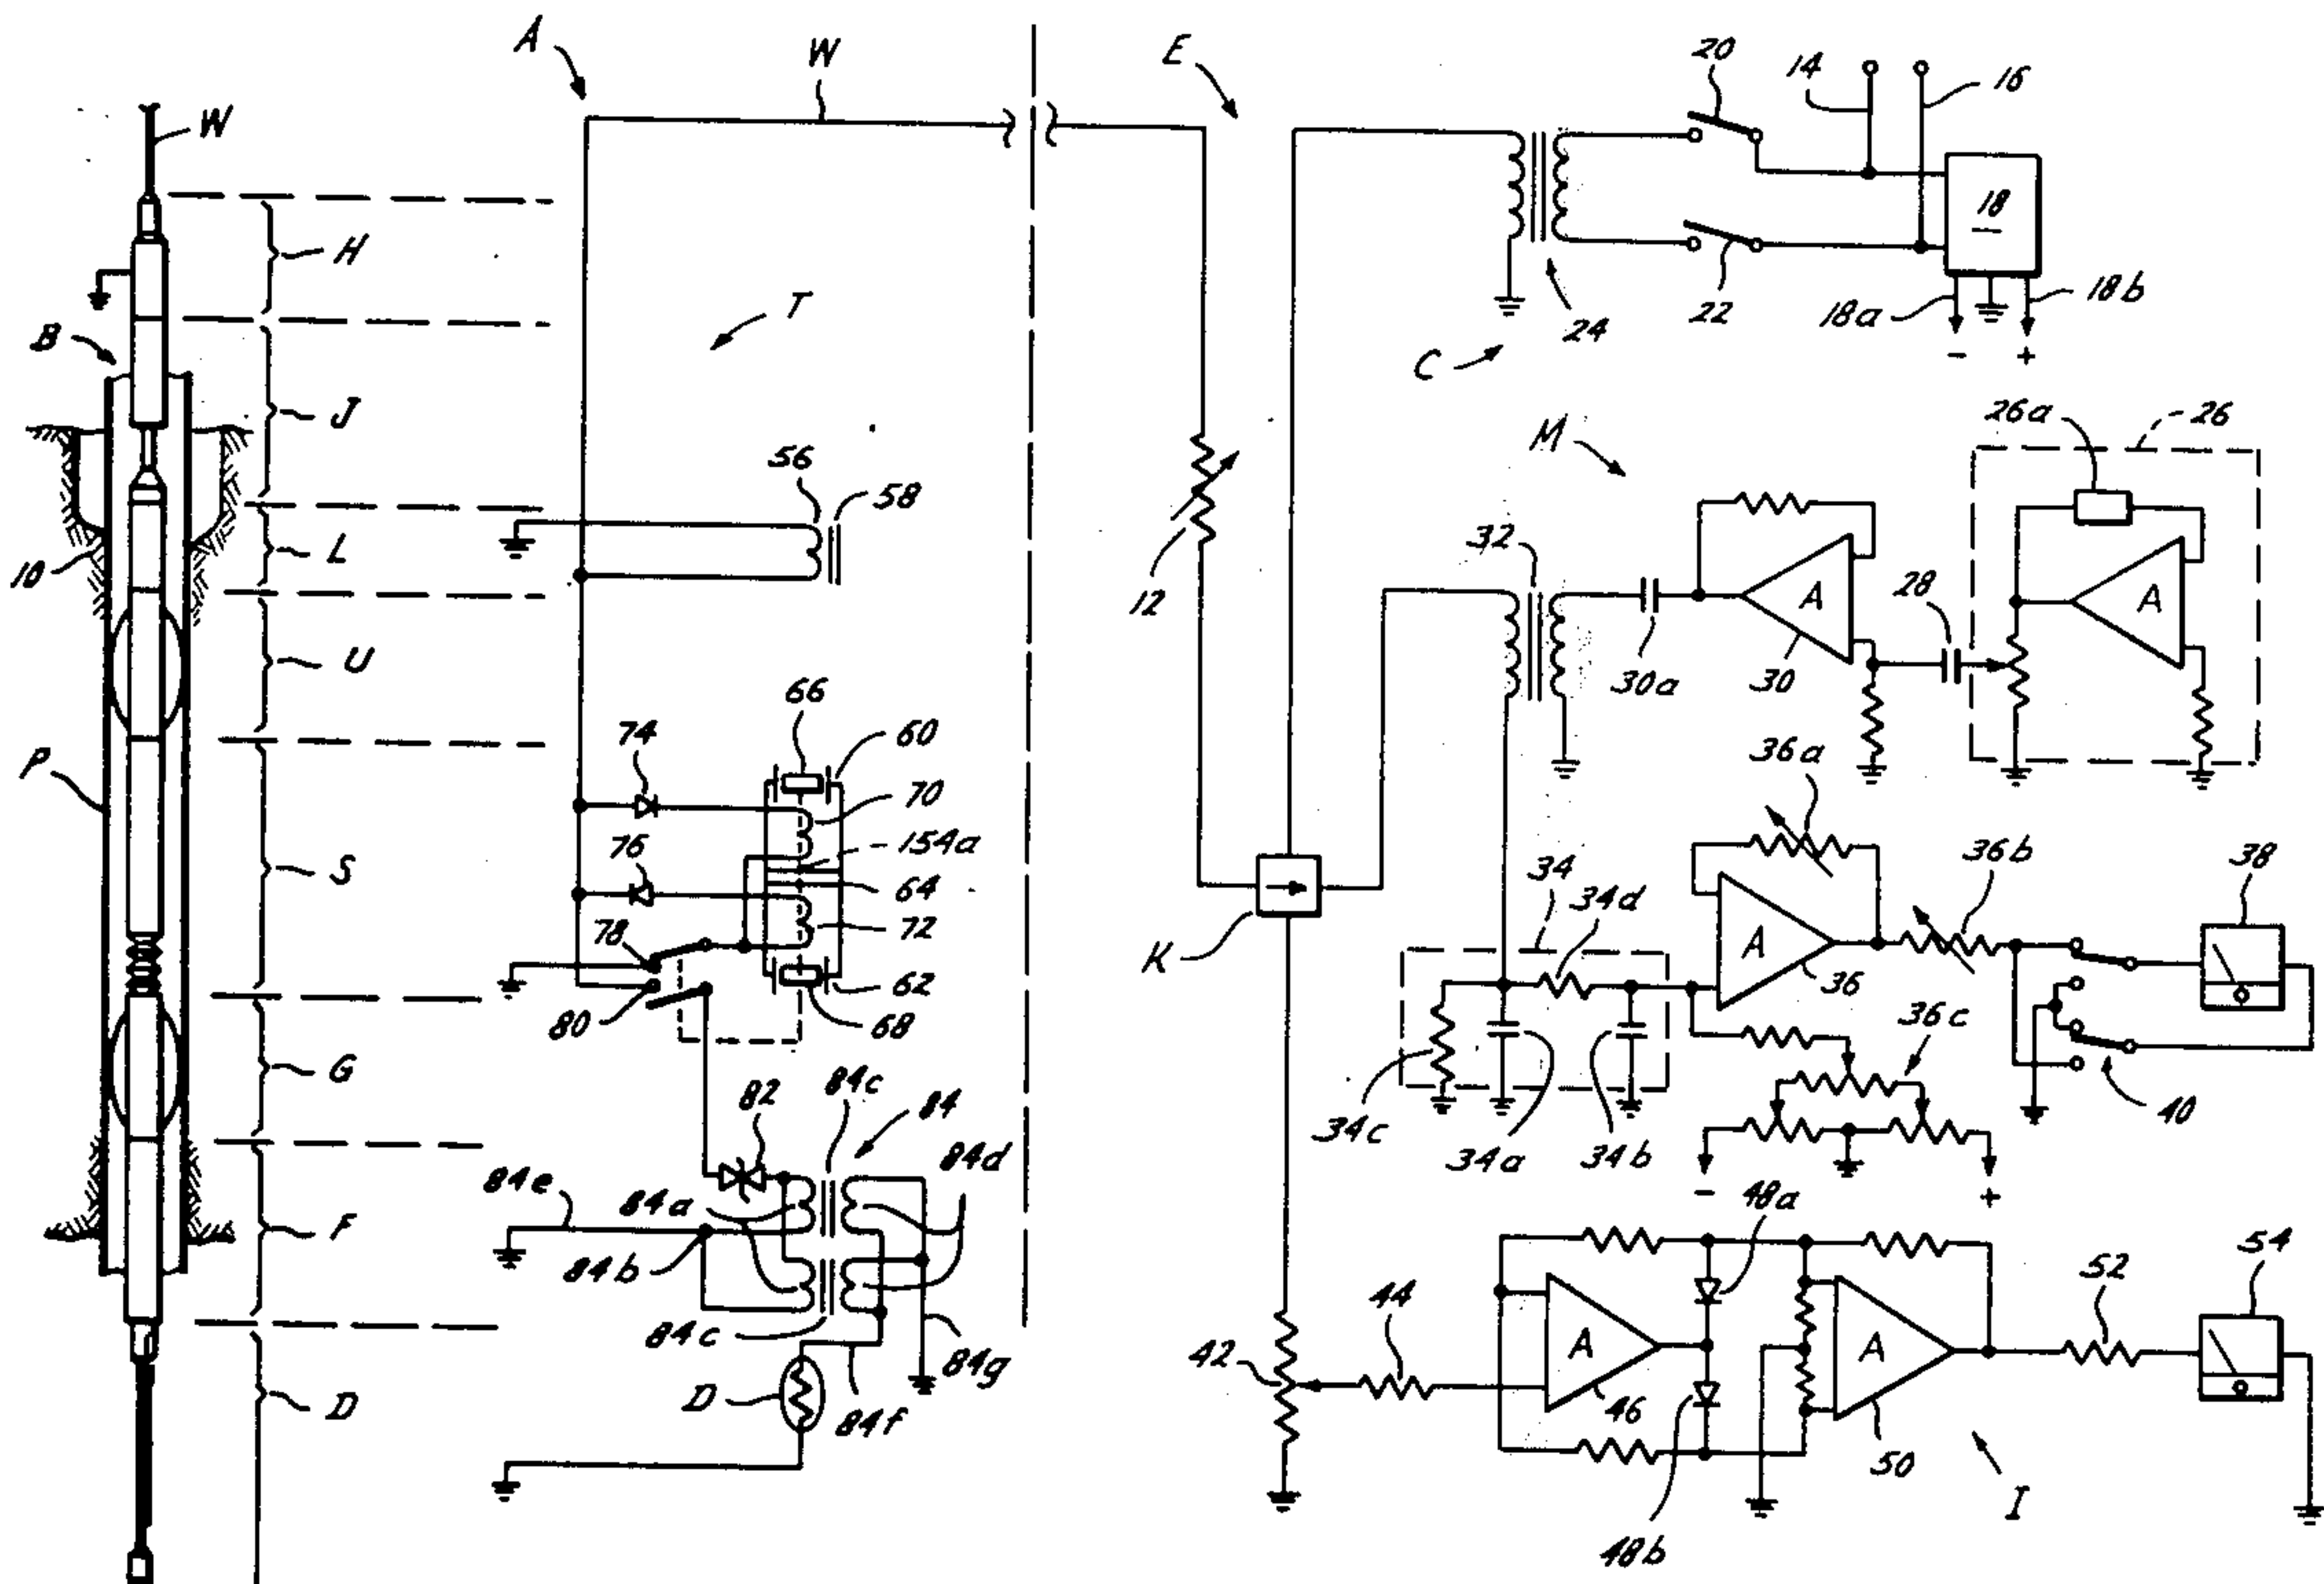 A
W
E
20
14
16
W
18
H
18a
18b
22
24
T
- +
B
C
J
26a
26
M
56
58
32
L
10
12
28
A
A
U
30a
30
66
60
74
36a
P
70
154a
76
36b
38
S
64
34
34d
72
78
A
K
36
62
80
68
36c
G
84c
82
84
40
34c
34a
34b
84d
84e
84a
- +
48a
F
84b
54
52
44
84c
A
A
42
84g
D
D
84f
46
50
I
48b